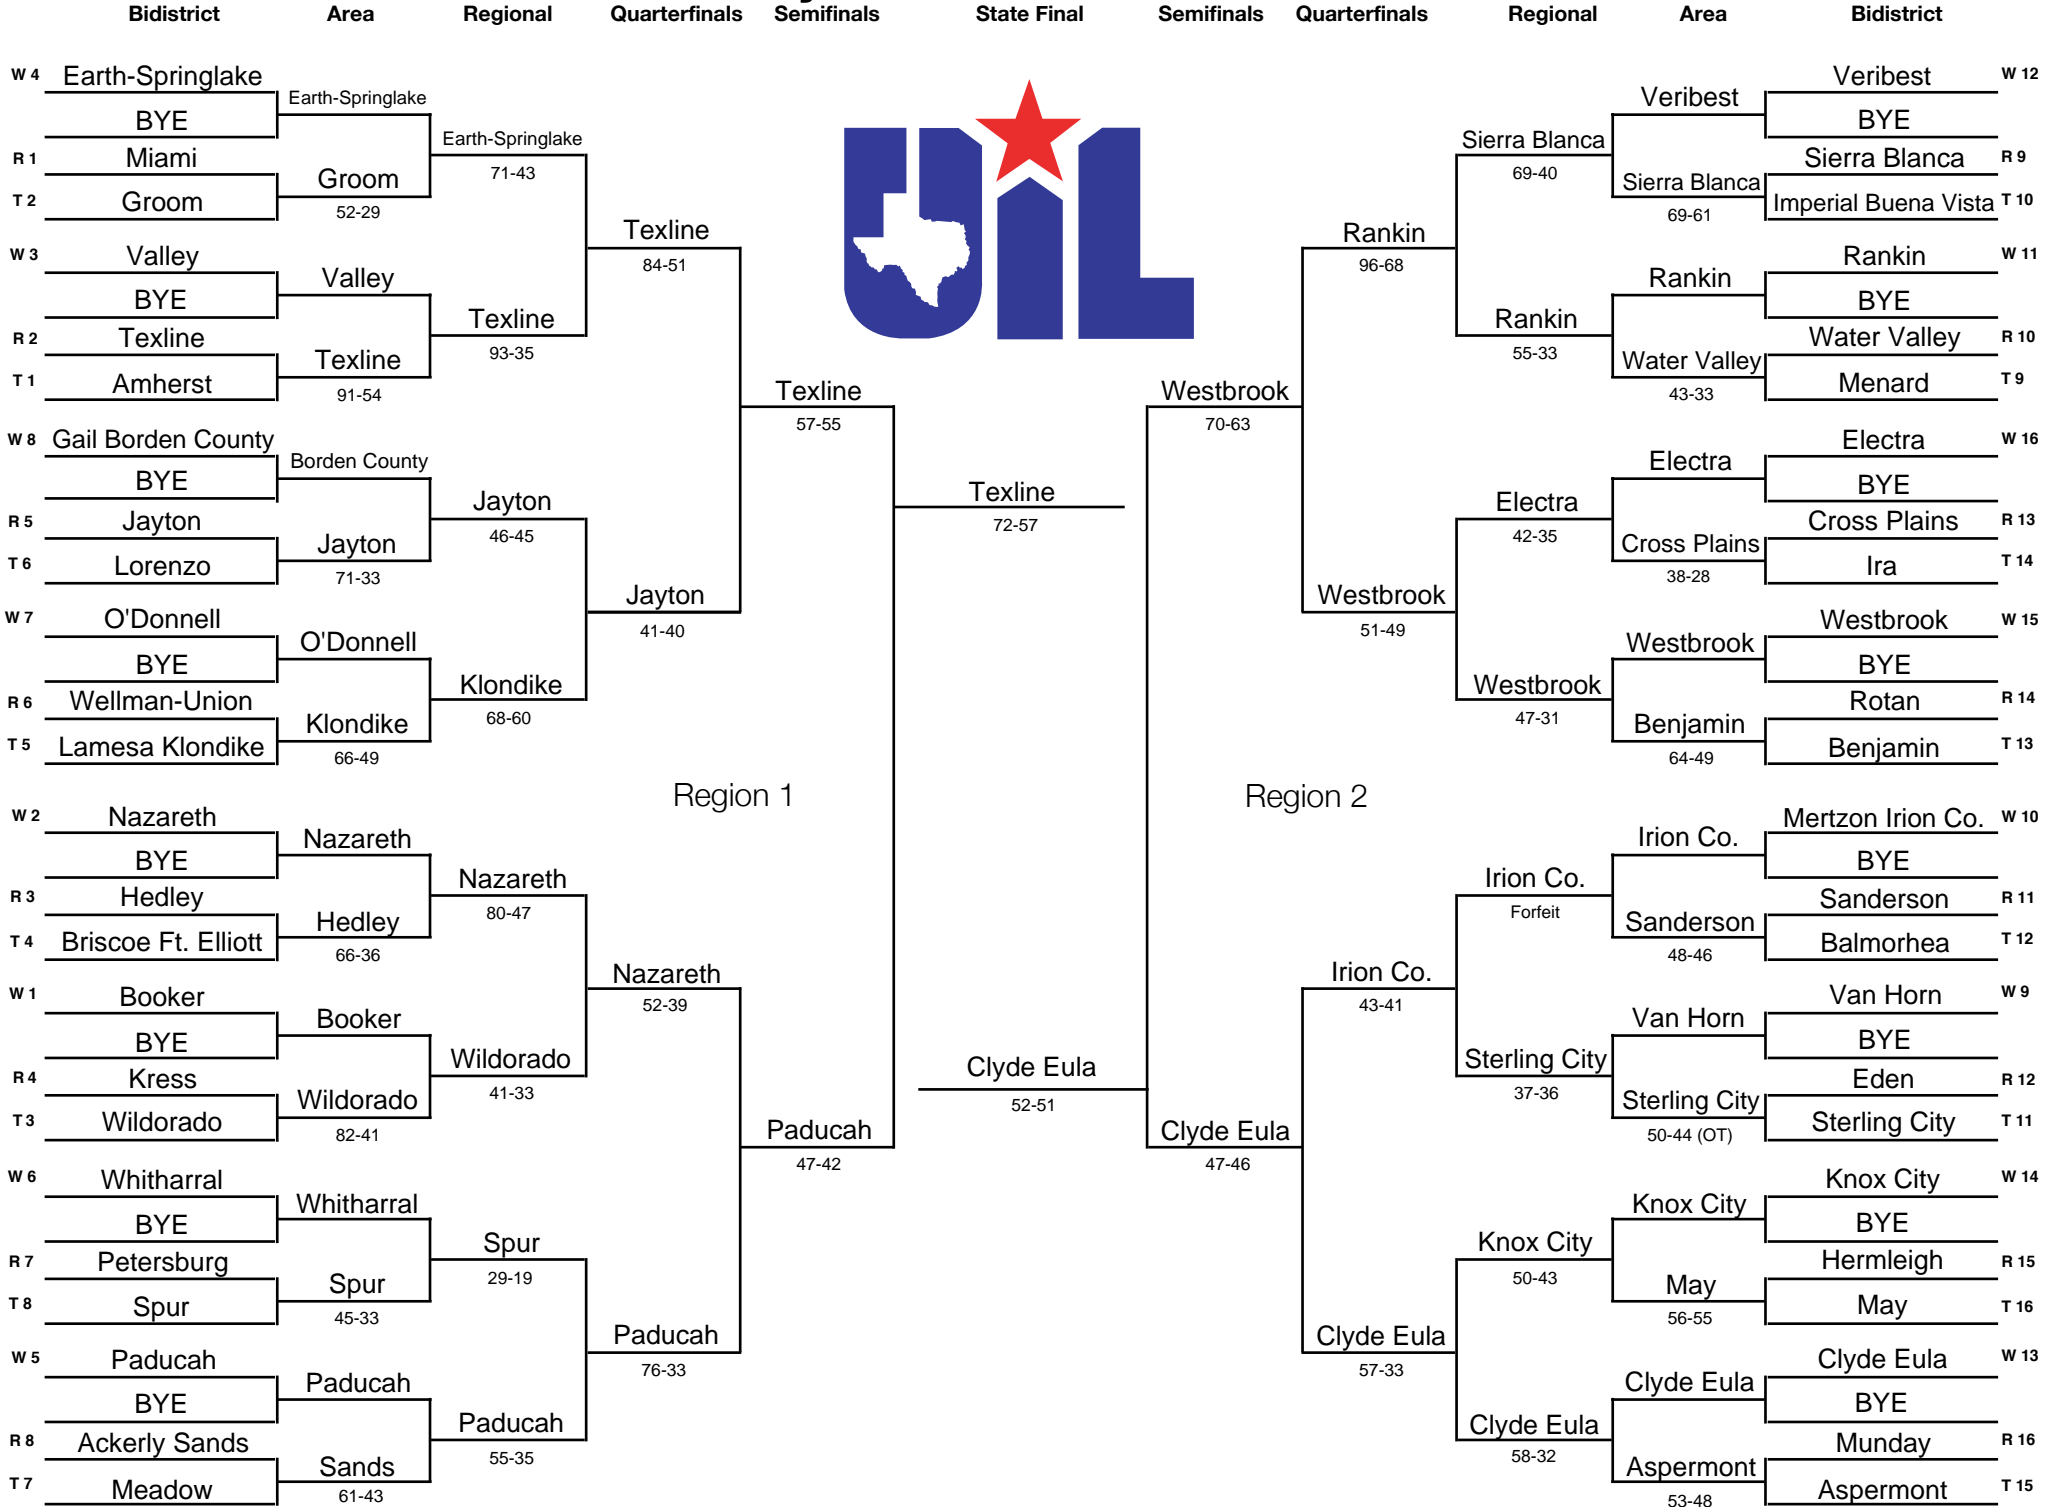 Bidistrict Area Regional Quarterfinals Semifinals State Final Semifinals Quarterfinals Regional Area Bidistrict
W 4 Earth-Springlake
BYE
Earth-Springlake
R 1 Miami
T 2 Groom
Groom
52-29
Earth-Springlake
71-43
W 3 Valley
BYE
Valley
R 2 Texline
T 1 Amherst
Texline
91-54
Texline
93-35
Texline
84-51
W 8 Gail Borden County
BYE
Borden County
R 5 Jayton
T 6 Lorenzo
Jayton
71-33
Jayton
46-45
W 7 O'Donnell
BYE
O'Donnell
R 6 Wellman-Union
T 5 Lamesa Klondike
Klondike
66-49
Klondike
68-60
Jayton
41-40
Texline
57-55
Region 1
W 2 Nazareth
BYE
Nazareth
R 3 Hedley
T 4 Briscoe Ft. Elliott
Hedley
66-36
Nazareth
80-47
W 1 Booker
BYE
Booker
R 4 Kress
T 3 Wildorado
Wildorado
82-41
Wildorado
41-33
Nazareth
52-39
W 6 Whitharral
BYE
Whitharral
R 7 Petersburg
T 8 Spur
Spur
45-33
Spur
29-19
W 5 Paducah
BYE
Paducah
R 8 Ackerly Sands
T 7 Meadow
Sands
61-43
Paducah
55-35
Paducah
76-33
Paducah
47-42
UIL
Texline
72-57
Clyde Eula
52-51
Westbrook
70-63
Rankin
96-68
Sierra Blanca
69-40
Veribest
Veribest W 12
BYE
Sierra Blanca
69-61
Sierra Blanca R 9
Imperial Buena Vista T 10
Rankin
55-33
Rankin
Rankin W 11
BYE
Water Valley
43-33
Water Valley R 10
Menard T 9
Westbrook
51-49
Electra
42-35
Electra
Electra W 16
BYE
Cross Plains
38-28
Cross Plains R 13
Ira T 14
Westbrook
47-31
Westbrook
Westbrook W 15
BYE
Benjamin
64-49
Rotan R 14
Benjamin T 13
Region 2
Clyde Eula
47-46
Irion Co.
43-41
Irion Co.
Forfeit
Irion Co.
Mertzon Irion Co. W 10
BYE
Sanderson
48-46
Sanderson R 11
Balmorhea T 12
Sterling City
37-36
Van Horn
Van Horn W 9
BYE
Sterling City
50-44 (OT)
Eden R 12
Sterling City T 11
Clyde Eula
57-33
Knox City
50-43
Knox City
Knox City W 14
BYE
May
56-55
Hermleigh R 15
May T 16
Clyde Eula
58-32
Clyde Eula
Clyde Eula W 13
BYE
Aspermont
53-48
Munday R 16
Aspermont T 15